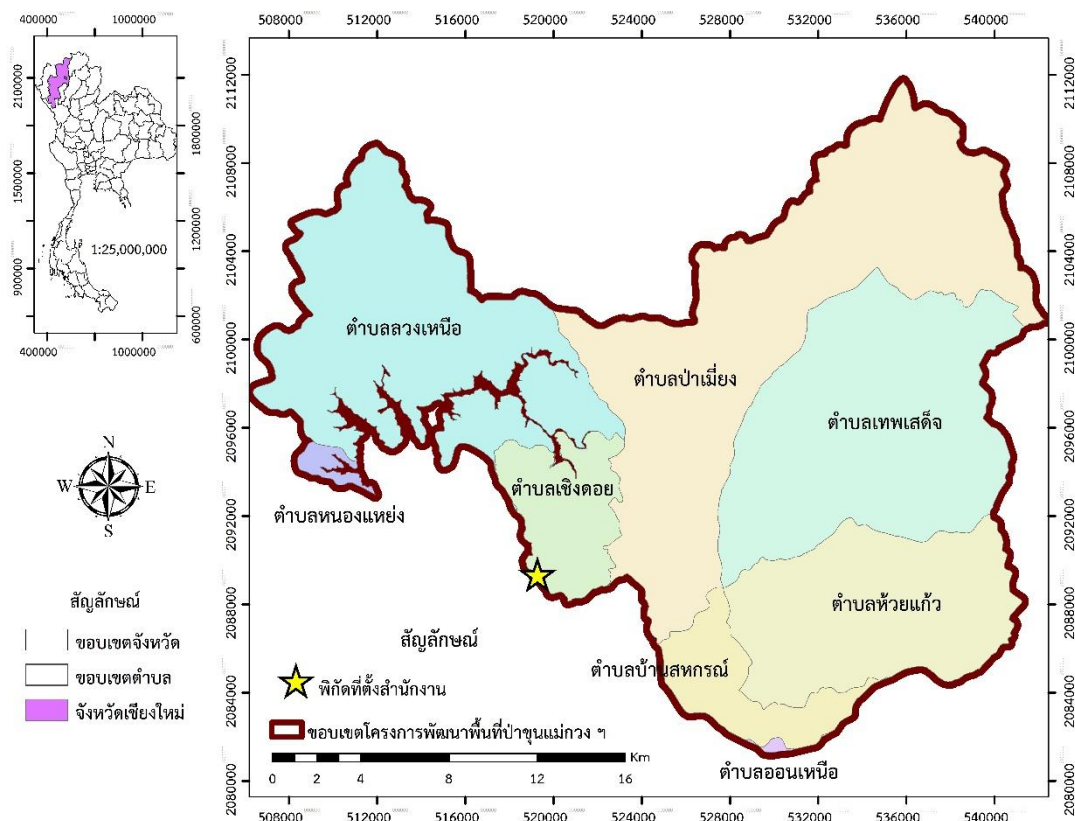 400000 1000000
2100000
1800000
1500000
1200000
900000
600000
1:25,000,000
400000 1000000
N
W E
S
สัญลักษณ์
ขอบเขตจังหวัด
ขอบเขตตำบล
จังหวัดเชียงใหม่
508000 512000 516000 520000 524000 528000 532000 536000 540000
2112000
2108000
2104000
2100000
2096000
2092000
2088000
2084000
2080000
ตำบลลวงเหนือ
ตำบลป่าเมี่ยง
ตำบลเทพเสด็จ
ตำบลเชิงดอย
ตำบลหนองแหย่ง
ตำบลห้วยแก้ว
ตำบลบ้านสหกรณ์
ตำบลออนเหนือ
สัญลักษณ์
พิกัดที่ตั้งสำนักงาน
ขอบเขตโครงการพัฒนาพื้นที่ป่าขุนแม่กวง ฯ
Km
0 2 4 8 12 16
2112000
2108000
2104000
2100000
2096000
2092000
2088000
2084000
2080000
508000 512000 516000 520000 524000 528000 532000 536000 540000